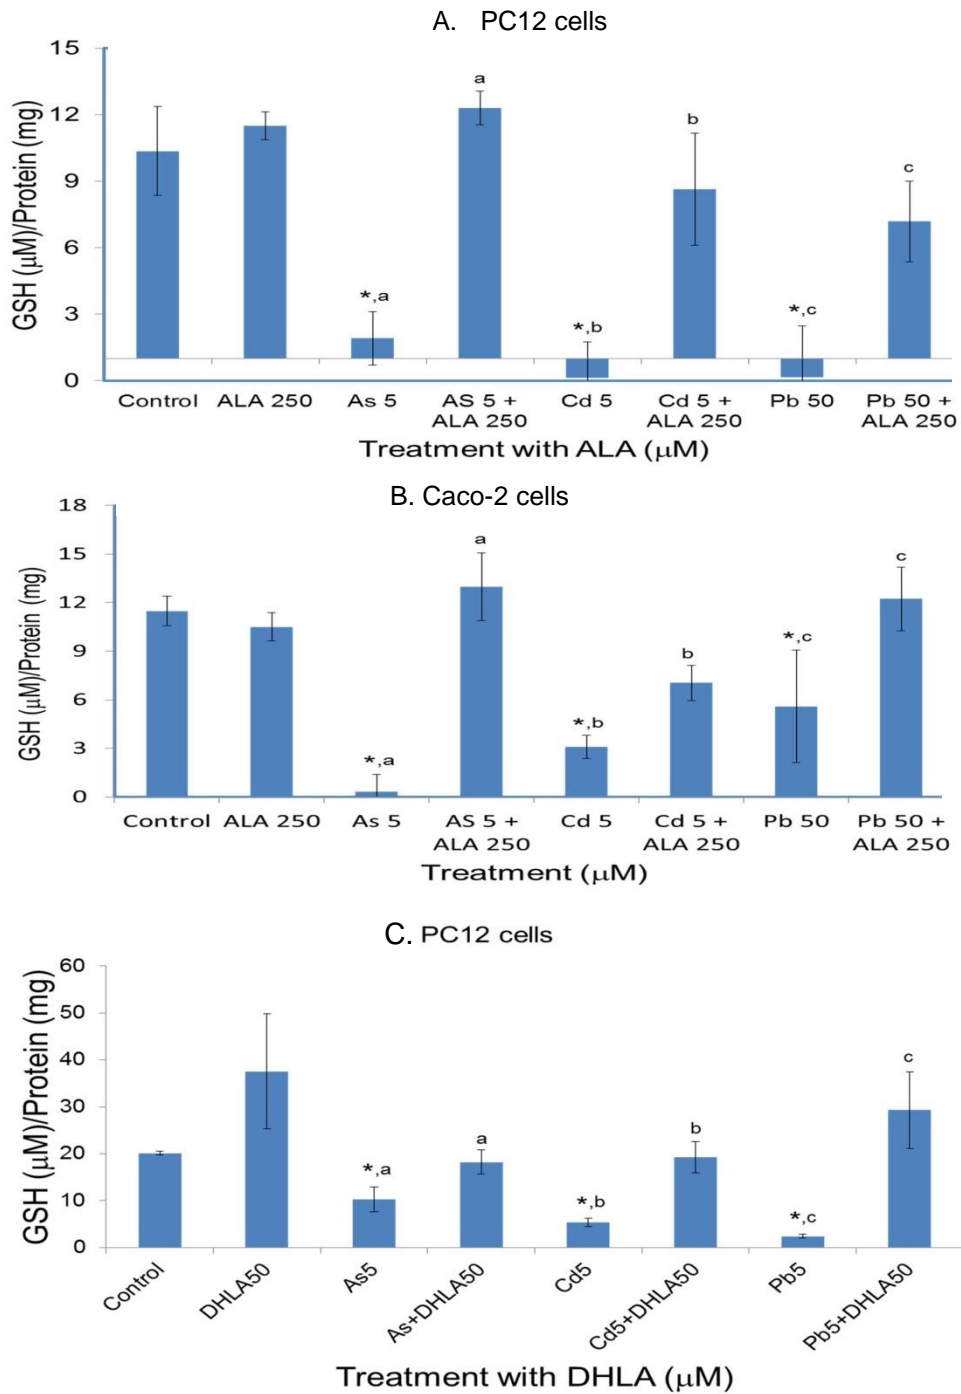 A. PC12 cells
GSH (μM)/Protein (mg)
15
12
9
6
3
0
a
b
c
*,a
*,b
*,c
Control ALA 250 As 5 AS 5 + Cd 5 Cd 5 + Pb 50 Pb 50 +
ALA 250 ALA 250 ALA 250
Treatment with ALA (μM)
B. Caco-2 cells
GSH (μM)/Protein (mg)
18
15
12
9
6
3
0
a
c
*,c
b
*,b
*,a
Control ALA 250 As 5 AS 5 + Cd 5 Cd 5 + Pb 50 Pb 50 +
ALA 250 ALA 250 ALA 250
Treatment (μM)
C. PC12 cells
GSH (μM)/Protein (mg)
60
50
40
30
20
10
0
c
b
a
*,a
*,b
*,c
Control
DHLA50
As5
As+DHLA50
Cd5
Cd5+DHLA50
Pb5
Pb5+DHLA50
Treatment with DHLA (μM)